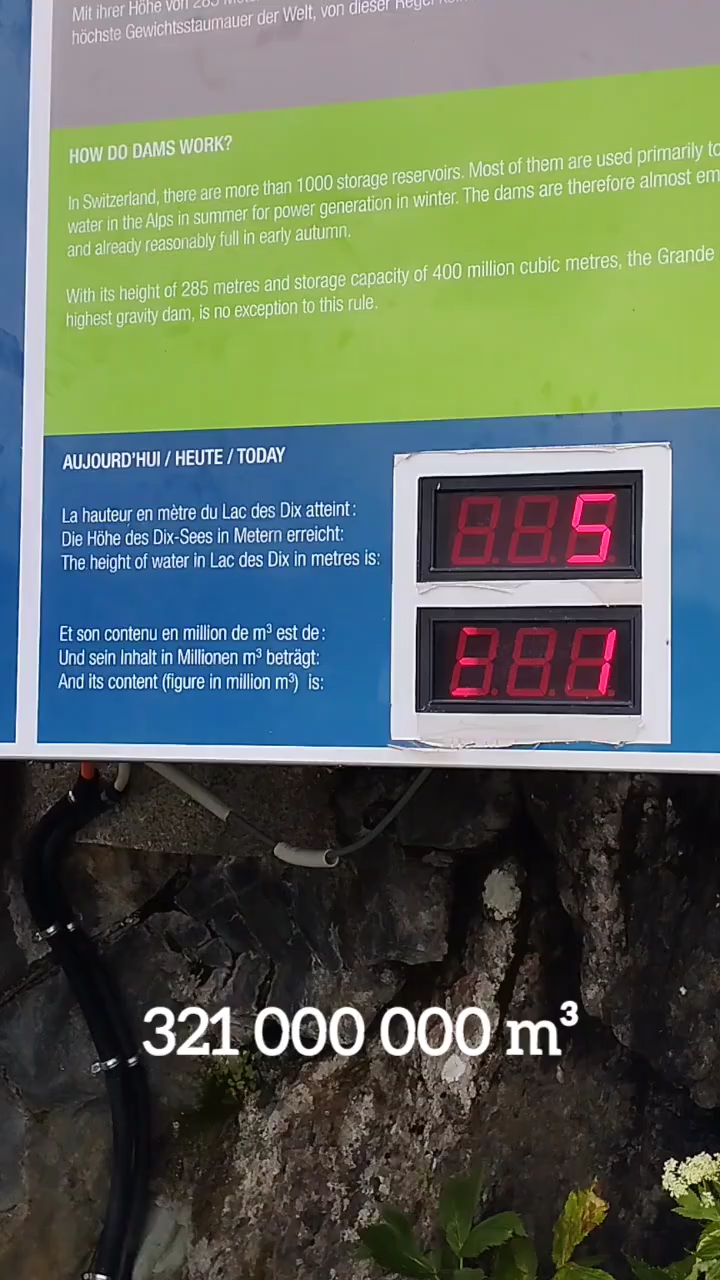 Mit ihrer Höhe von 285
höchste Gewichtsstaumauer der Welt, von dieser Regel
HOW DO DAMS WORK?
In Switzerland, there are more than 1000 storage reservoirs. Most of them are used primarily to
water in the Alps in summer for power generation in winter. The dams are therefore almost em
and already reasonably full in early autumn.
With its height of 285 metres and storage capacity of 400 million cubic metres, the Grande
highest gravity dam, is no exception to this rule.
AUJOURD'HUI / HEUTE / TODAY
La hauteur en mètre du Lac des Dix atteint:
Die Höhe des Dix-Sees in Metern erreicht:
The height of water in Lac des Dix in metres is:
5
Et son contenu en million de m³ est de:
Und sein Inhalt in Millionen m³ beträgt:
And its content (figure in million m³) is:
321 000 000 m³